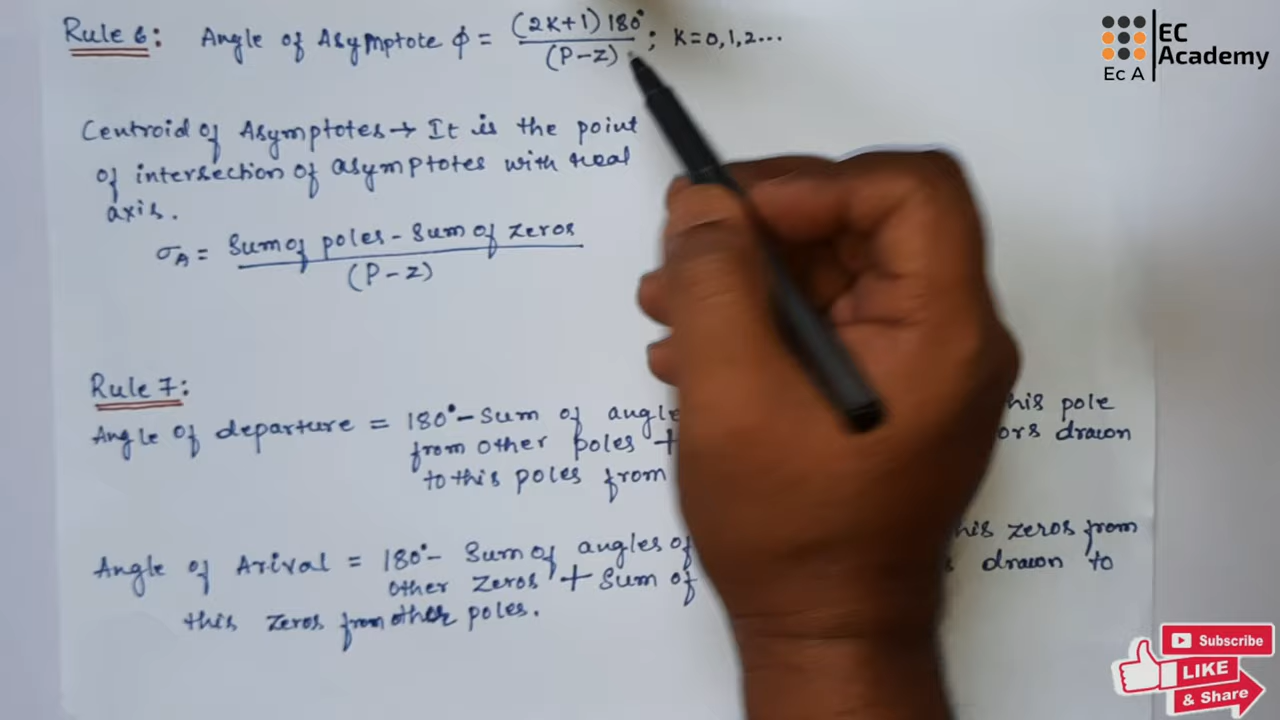 Rule 6: Angle of Asymptote ϕ = (2K+1) 180° / (P-Z) ; K=0,1,2...
EC Academy
Ec A
Centroid of Asymptotes → It is the point
of intersection of asymptotes with real
axis.
σA = Sum of poles - Sum of zeros / (P-Z)
Rule 7:
Angle of departure = 180° - Sum of angle his pole
from other poles + ors drawn
to this poles from
Angle of Arival = 180° - Sum of angles of his zeros from
other zeros + Sum of s drawn to
this zeros from other poles.
Subscribe
LIKE
& Share